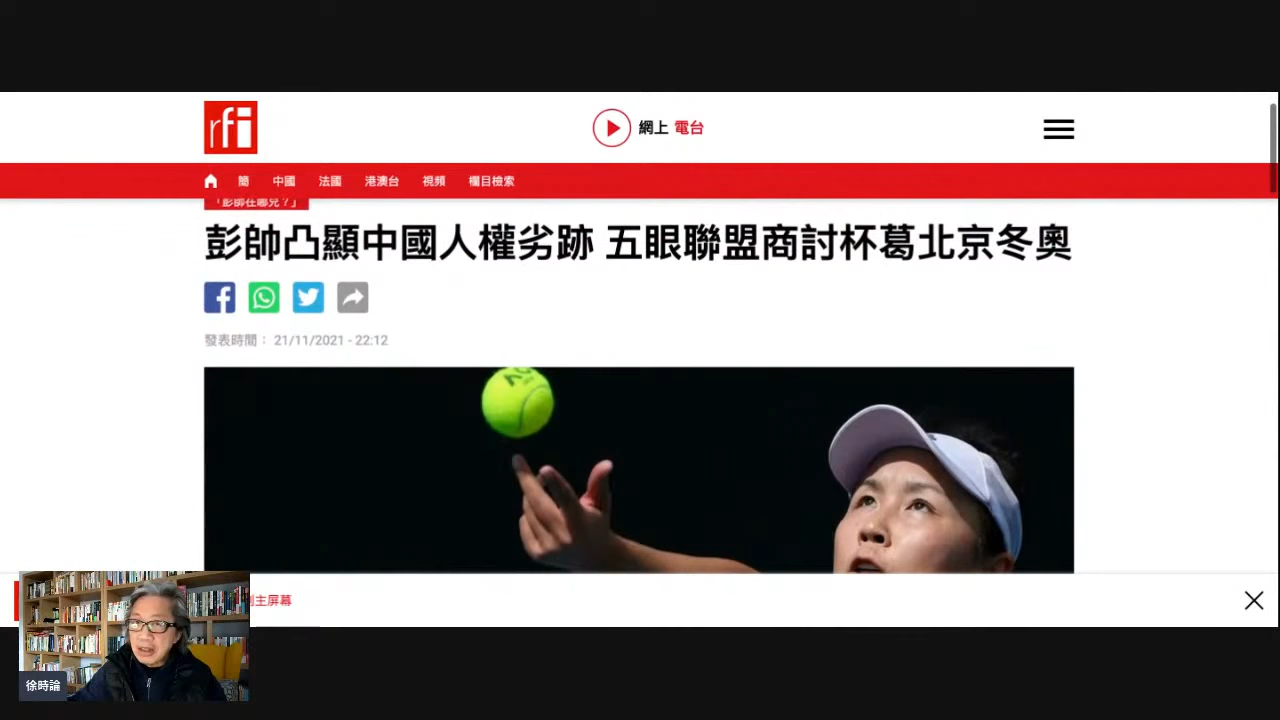 rfi
網上 電台
簡 中國 法國 港澳台 視頻 欄目檢索
「彭帥在哪兒？」
彭帥凸顯中國人權劣跡 五眼聯盟商討杯葛北京冬奧
發表時間： 21/11/2021 - 22:12
主屏幕
徐時論